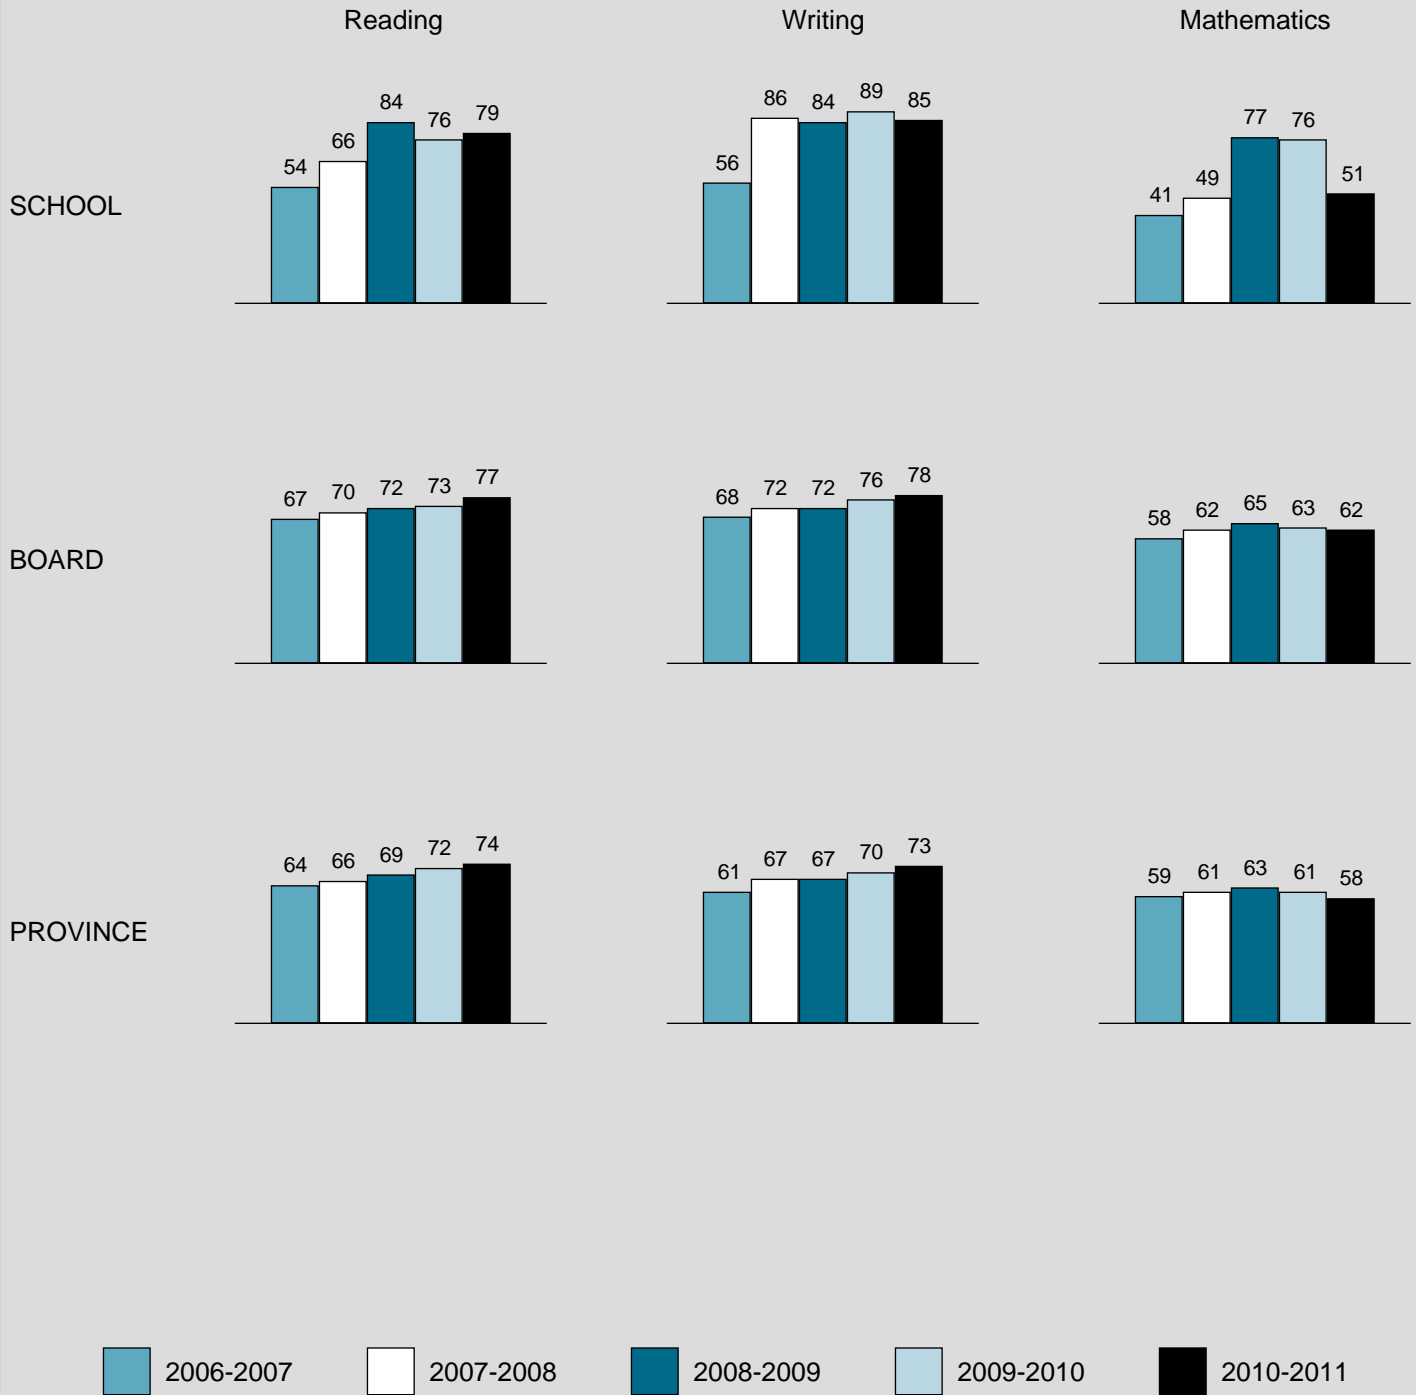 Reading Writing Mathematics
SCHOOL
54 66 84 76 79
56 86 84 89 85
41 49 77 76 51
BOARD
67 70 72 73 77
68 72 72 76 78
58 62 65 63 62
PROVINCE
64 66 69 72 74
61 67 67 70 73
59 61 63 61 58
2006-2007 2007-2008 2008-2009 2009-2010 2010-2011